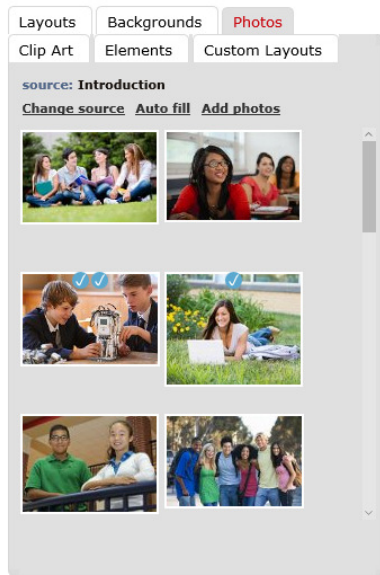 Layouts Backgrounds Photos
Clip Art Elements Custom Layouts
source: Introduction
Change source Auto fill Add photos